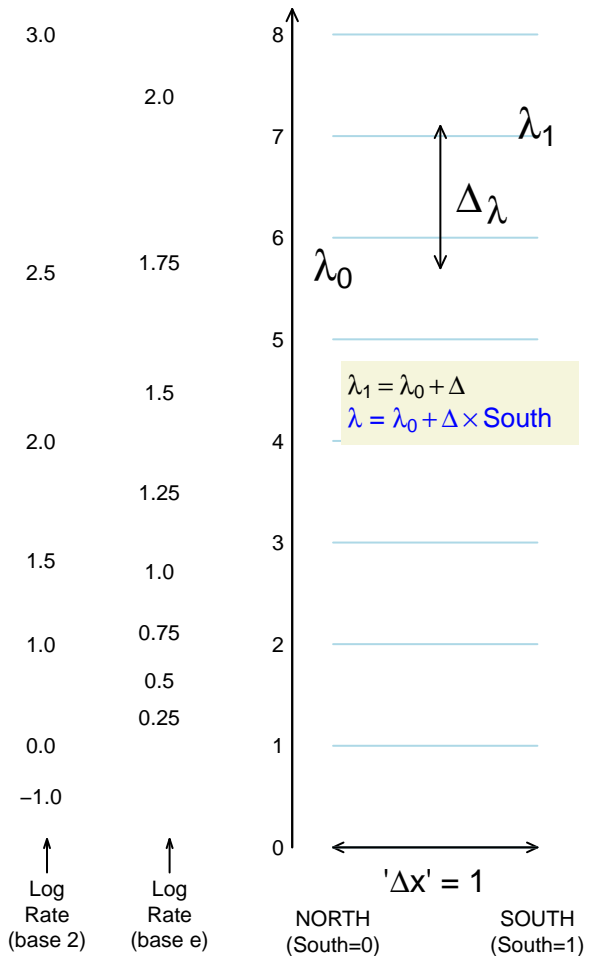 3.0
2.5
2.0
1.5
1.0
0.0
−1.0
Log
Rate
(base 2)
2.0
1.75
1.5
1.25
1.0
0.75
0.5
0.25
Log
Rate
(base e)
8
7
6
5
4
3
2
1
0
λ1
Δλ
λ0
λ1 = λ0 + Δ
λ = λ0 + Δ × South
'Δx' = 1
NORTH
(South=0)
SOUTH
(South=1)